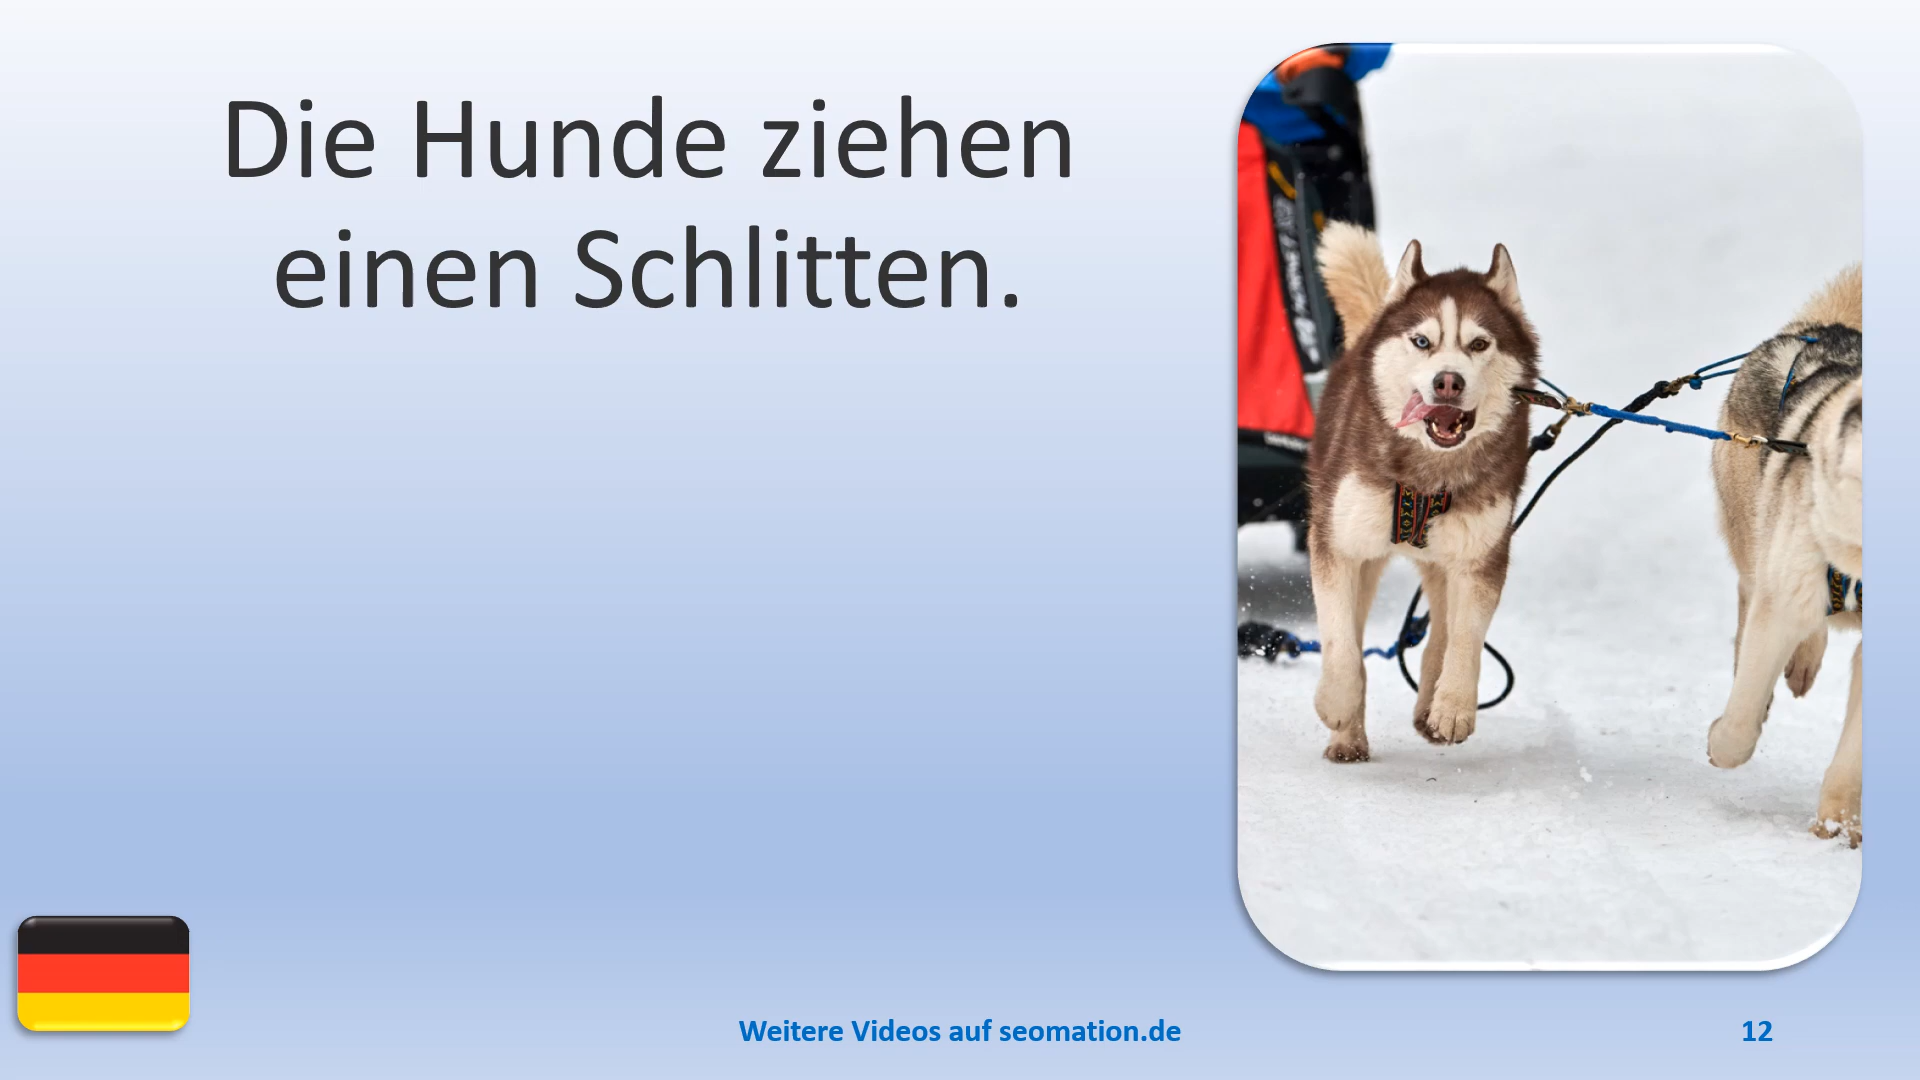 Die Hunde ziehen
einen Schlitten.
Weitere Videos auf seomation.de
12